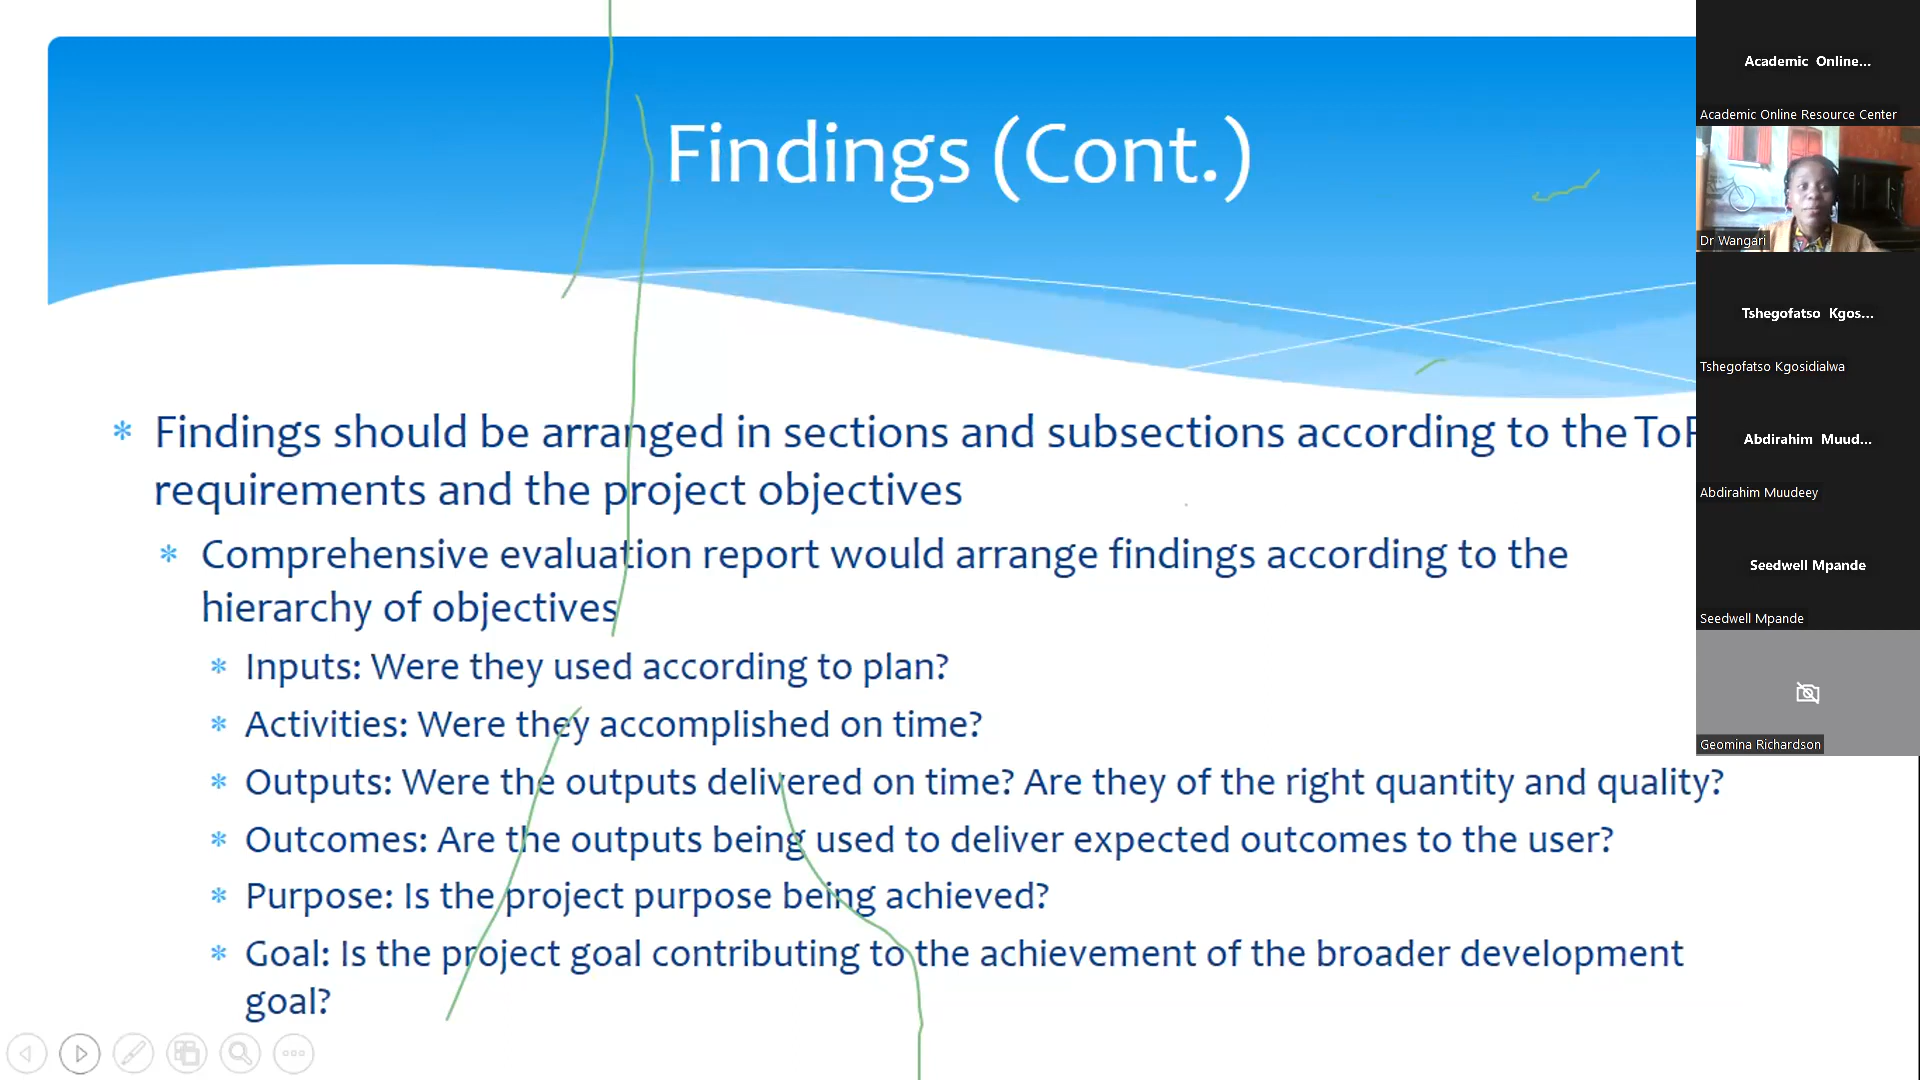 Findings (Cont.)
* Findings should be arranged in sections and subsections according to the ToR
requirements and the project objectives
* Comprehensive evaluation report would arrange findings according to the
hierarchy of objectives
* Inputs: Were they used according to plan?
* Activities: Were they accomplished on time?
* Outputs: Were the outputs delivered on time? Are they of the right quantity and quality?
* Outcomes: Are the outputs being used to deliver expected outcomes to the user?
* Purpose: Is the project purpose being achieved?
* Goal: Is the project goal contributing to the achievement of the broader development
goal?
Academic Online...
Academic Online Resource Center
Dr Wangari
Tshegofatso Kgos...
Tshegofatso Kgosidialwa
Abdirahim Muud...
Abdirahim Muudeey
Seedwell Mpande
Seedwell Mpande
Geomina Richardson